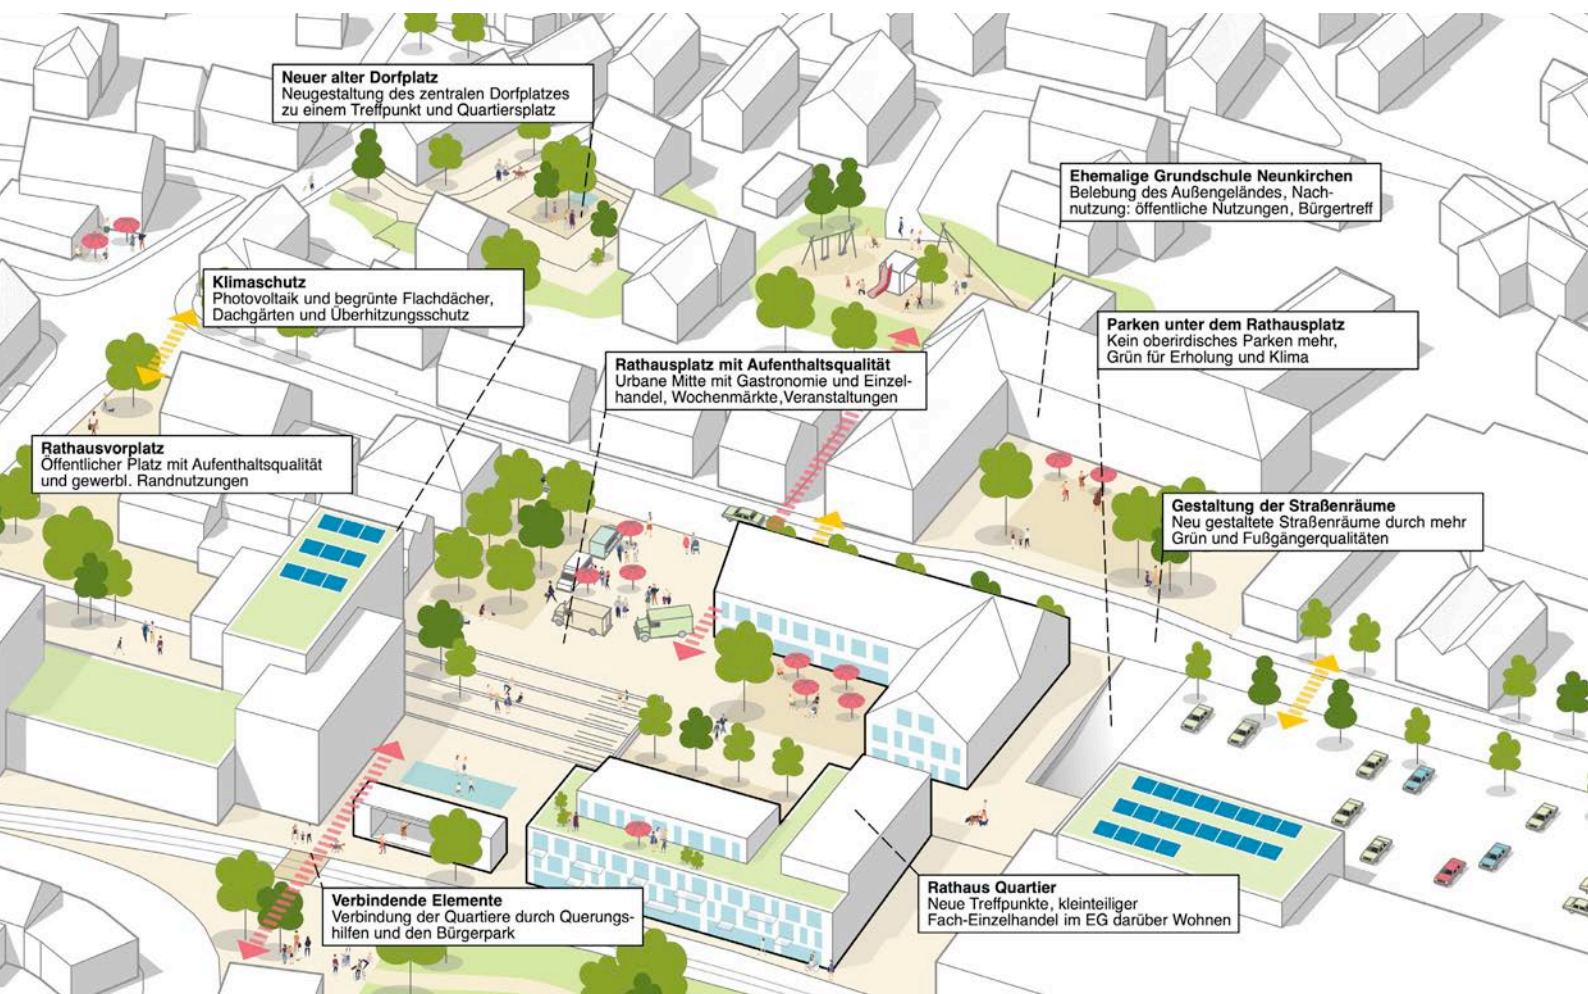 Neuer alter Dorfplatz
Neugestaltung des zentralen Dorfplatzes
zu einem Treffpunkt und Quartiersplatz
Ehemalige Grundschule Neunkirchen
Belebung des Außengeländes, Nach-
nutzung: öffentliche Nutzungen, Bürgertreff
Klimaschutz
Photovoltaik und begrünte Flachdächer,
Dachgärten und Überhitzungsschutz
Parken unter dem Rathausplatz
Kein oberirdisches Parken mehr,
Grün für Erholung und Klima
Rathausplatz mit Aufenthaltsqualität
Urbane Mitte mit Gastronomie und Einzel-
handel, Wochenmärkte,Veranstaltungen
Rathausvorplatz
Öffentlicher Platz mit Aufenthaltsqualität
und gewerbl. Randnutzungen
Gestaltung der Straßenräume
Neu gestaltete Straßenräume durch mehr
Grün und Fußgängerqualitäten
Rathaus Quartier
Neue Treffpunkte, kleinteiliger
Fach-Einzelhandel im EG darüber Wohnen
Verbindende Elemente
Verbindung der Quartiere durch Querungs-
hilfen und den Bürgerpark